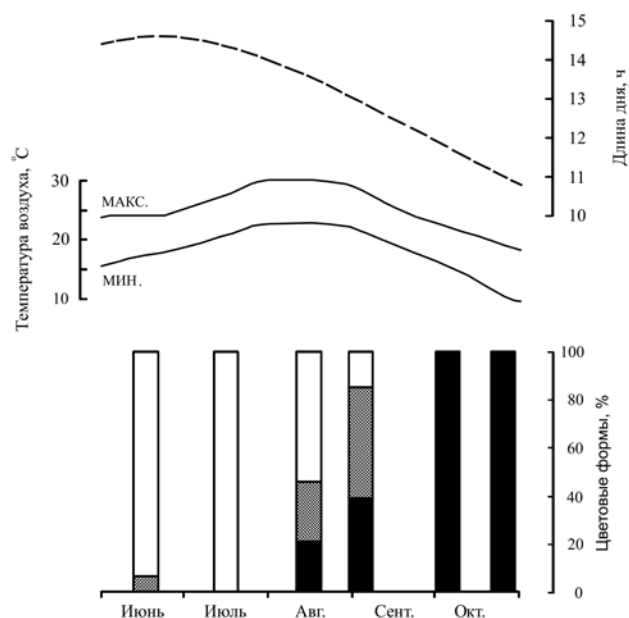 15
14
13
12
11
10
Длина дня, ч
Температура воздуха, °C
30
20
10
МАКС.
МИН.
100
80
60
40
20
0
Цветовые формы, %
Июнь Июль Авг. Сент. Окт.